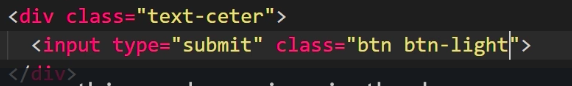 <div class="text-ceter">
<input type="submit" class="btn btn-light">
</div>